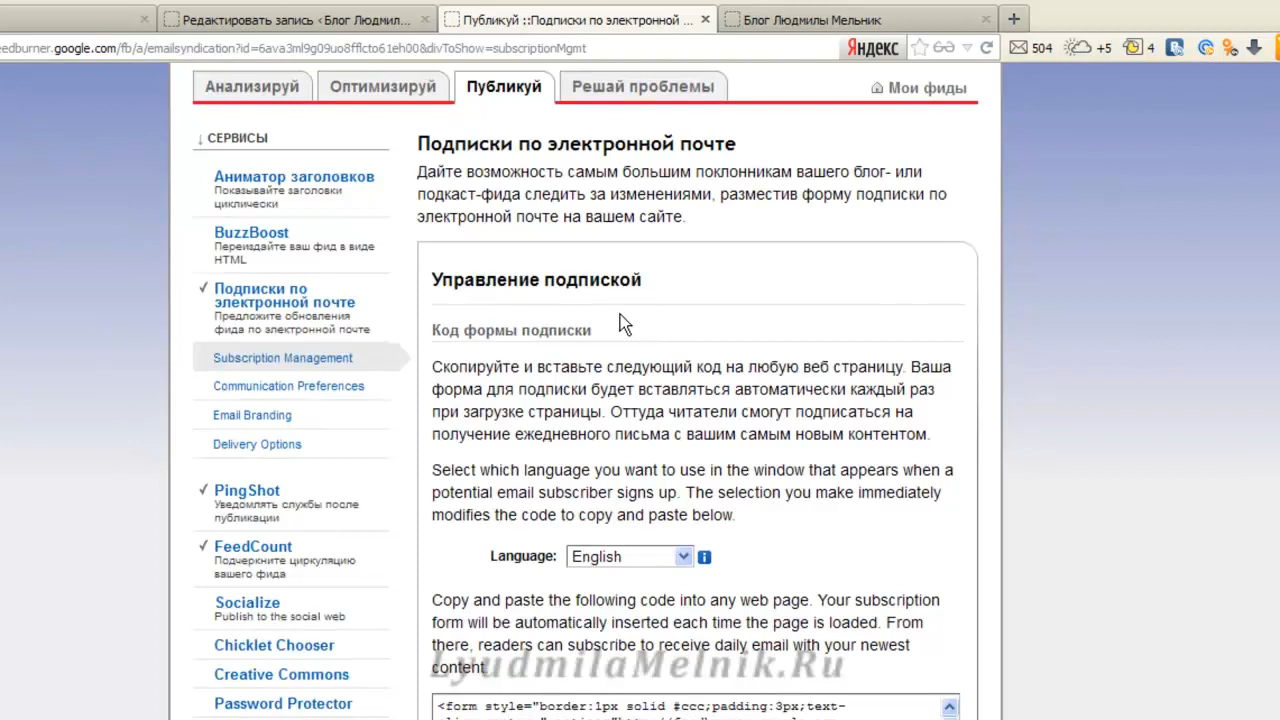 Редактировать запись ‹ Блог Людмил...
Публикуй ::Подписки по электронной ...
Блог Людмилы Мельник
eedburner.google.com/fb/a/emailsyndication?id=6ava3ml9g09uo8fflcto61eh00&divToShow=subscriptionMgmt
Яндекс
504
+5
4
Анализируй
Оптимизируй
Публикуй
Решай проблемы
Мои фиды
↓ СЕРВИСЫ
Аниматор заголовков
Показывайте заголовки
циклически
BuzzBoost
Переиздайте ваш фид в виде
HTML
Подписки по
электронной почте
Предложите обновления
фида по электронной почте
Subscription Management
Communication Preferences
Email Branding
Delivery Options
PingShot
Уведомлять службы после
публикации
FeedCount
Подчеркните циркуляцию
вашего фида
Socialize
Publish to the social web
Chicklet Chooser
Creative Commons
Password Protector
Подписки по электронной почте
Дайте возможность самым большим поклонникам вашего блог- или
подкаст-фида следить за изменениями, разместив форму подписки по
электронной почте на вашем сайте.
Управление подпиской
Код формы подписки
Скопируйте и вставьте следующий код на любую веб страницу. Ваша
форма для подписки будет вставляться автоматически каждый раз
при загрузке страницы. Оттуда читатели смогут подписаться на
получение ежедневного письма с вашим самым новым контентом.
Select which language you want to use in the window that appears when a
potential email subscriber signs up. The selection you make immediately
modifies the code to copy and paste below.
Language: English
Copy and paste the following code into any web page. Your subscription
form will be automatically inserted each time the page is loaded. From
there, readers can subscribe to receive daily email with your newest
content.
LyudmilaMelnik.Ru
<form style="border:1px solid #ccc;padding:3px;text-